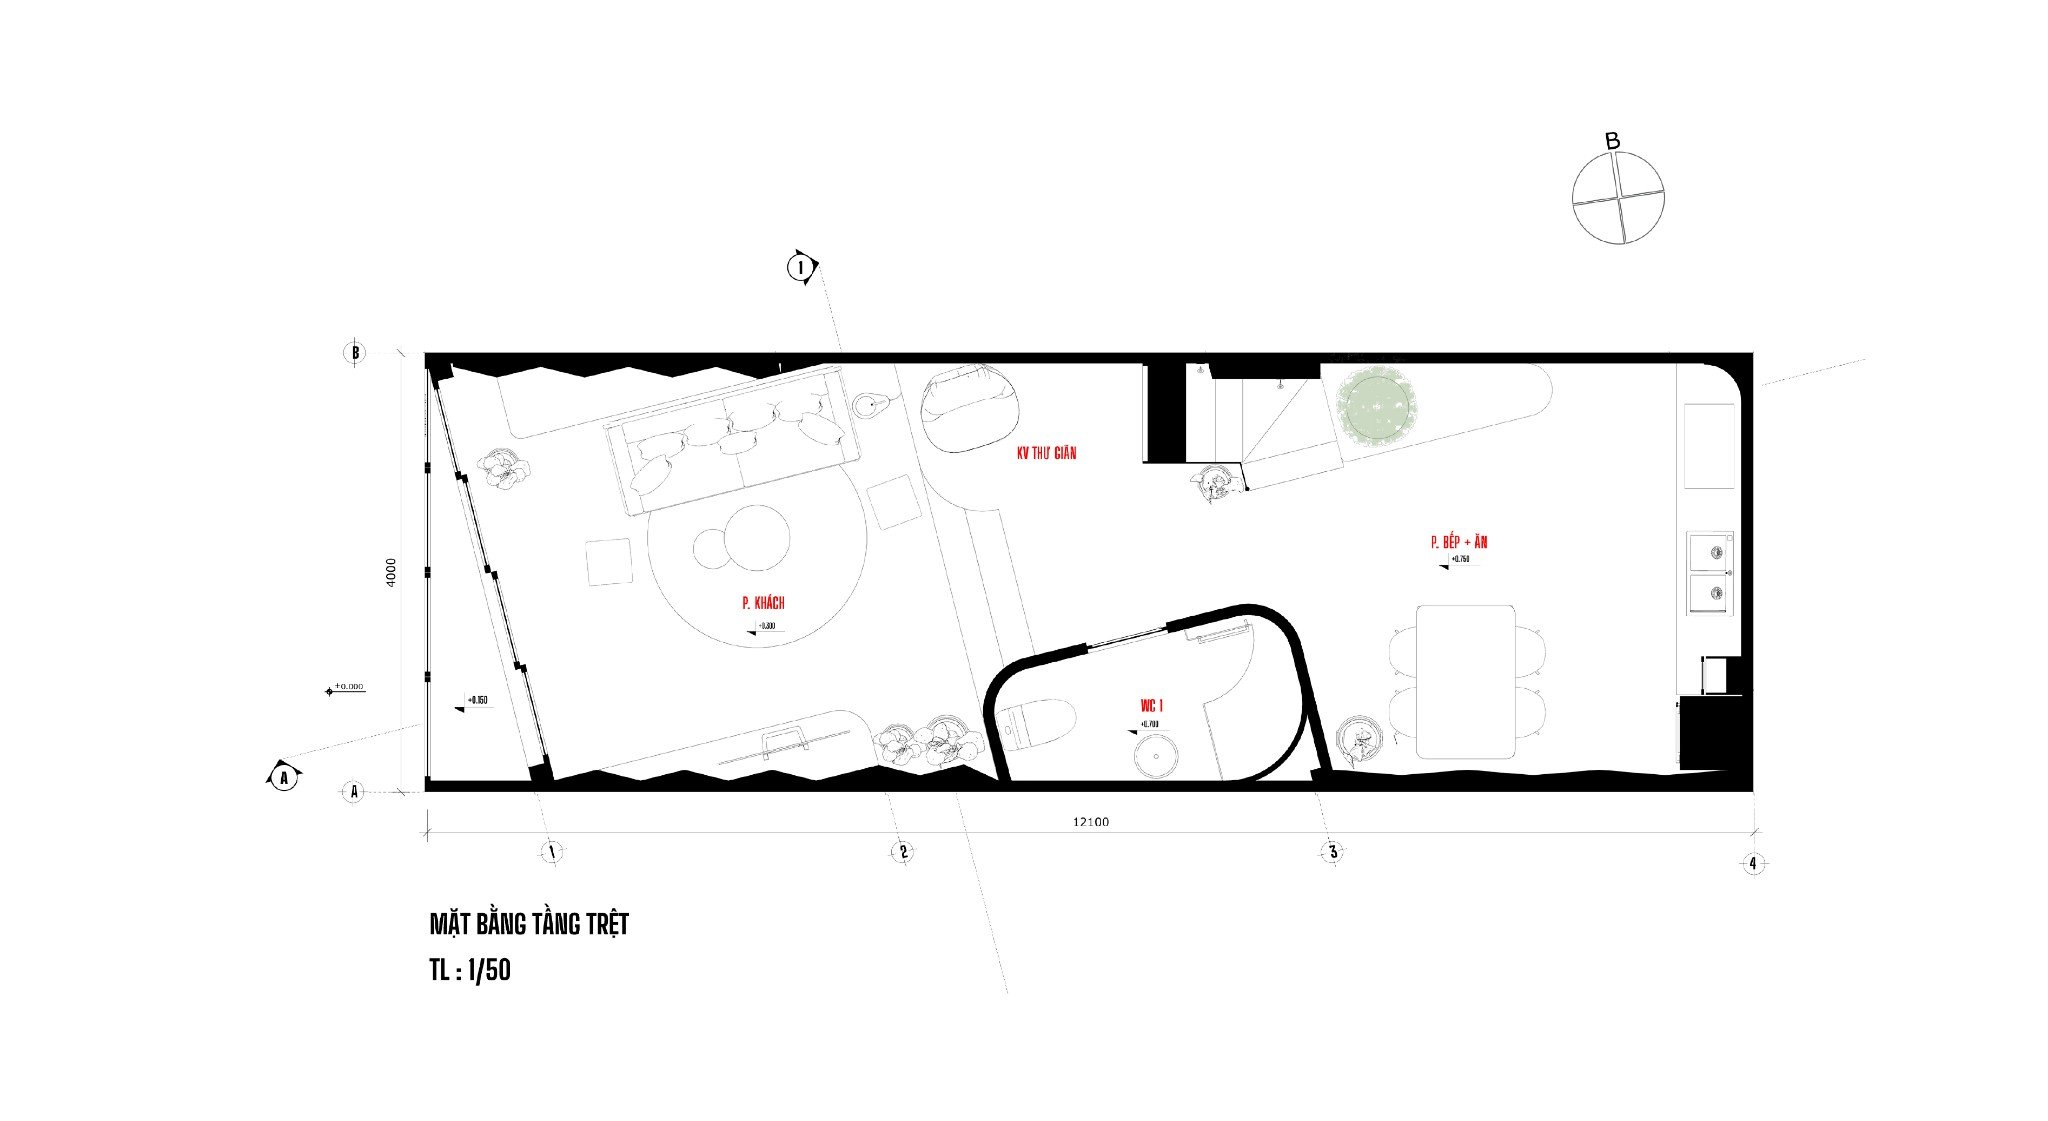 B
1
B
KV THƯ GIÃN
P. BẾP + ĂN
+0.750
4000
P. KHÁCH
+0.300
±0.000
+0.150
WC 1
+0.700
A
A
12100
1
2
3
4
MẶT BẰNG TẦNG TRỆT
TL : 1/50